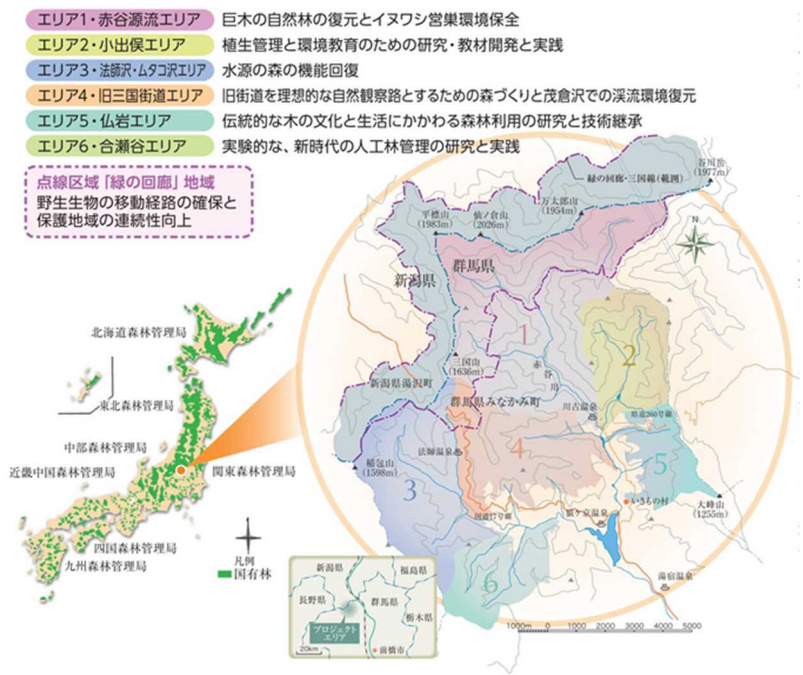 エリア1・赤谷源流エリア 巨木の自然林の復元とイヌワシ営巣環境保全
エリア2・小出俣エリア 植生管理と環境教育のための研究・教材開発と実践
エリア3・法師沢・ムタコ沢エリア 水源の森の機能回復
エリア4・旧三国街道エリア 旧街道を理想的な自然観察路とするための森づくりと茂倉沢での渓流環境復元
エリア5・仏岩エリア 伝統的な木の文化と生活にかかわる森林利用の研究と技術継承
エリア6・合瀬谷エリア 実験的な、新時代の人工林管理の研究と実践
点線区域「緑の回廊」地域
野生生物の移動経路の確保と
保護地域の連続性向上
谷川岳
(1977m)
緑の回廊・三国線(範囲)
万太郎山
(1954m)
平標山
(1983m)
仙ノ倉山
(2026m)
N
新潟県
群馬県
1
2
三国山
(1636m)
赤谷川
新潟県湯沢町
群馬県みなかみ町
川古温泉
県道260号線
法師温泉
4
5
稲包山
(1598m)
3
いきもの村
大峰山
(1255m)
国道17号線
猿ヶ京温泉
6
湯宿温泉
1000m 0 1000 2000 3000 4000 5000
北海道森林管理局
東北森林管理局
中部森林管理局
近畿中国森林管理局
関東森林管理局
四国森林管理局
九州森林管理局
凡例
国有林
新潟県
福島県
長野県
群馬県
栃木県
プロジェクト
エリア
20km
前橋市